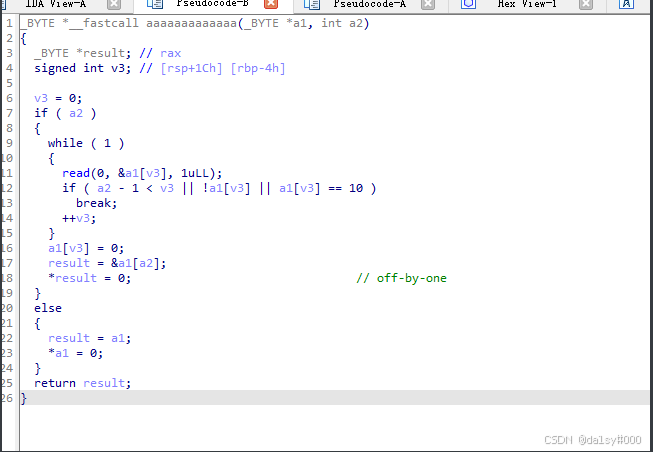 IDA View-A Pseudocode-B Pseudocode-A Hex View-1
1 _BYTE *__fastcall aaaaaaaaaaaaa(_BYTE *a1, int a2)
2 {
3 _BYTE *result; // rax
4 signed int v3; // [rsp+1Ch] [rbp-4h]
5
6 v3 = 0;
7 if ( a2 )
8 {
9 while ( 1 )
10 {
11 read(0, &a1[v3], 1uLL);
12 if ( a2 - 1 < v3 || !a1[v3] || a1[v3] == 10 )
13 break;
14 ++v3;
15 }
16 a1[v3] = 0;
17 result = &a1[a2];
18 *result = 0; // off-by-one
19 }
20 else
21 {
22 result = a1;
23 *a1 = 0;
24 }
25 return result;
26 }
CSDN @dalsy#000